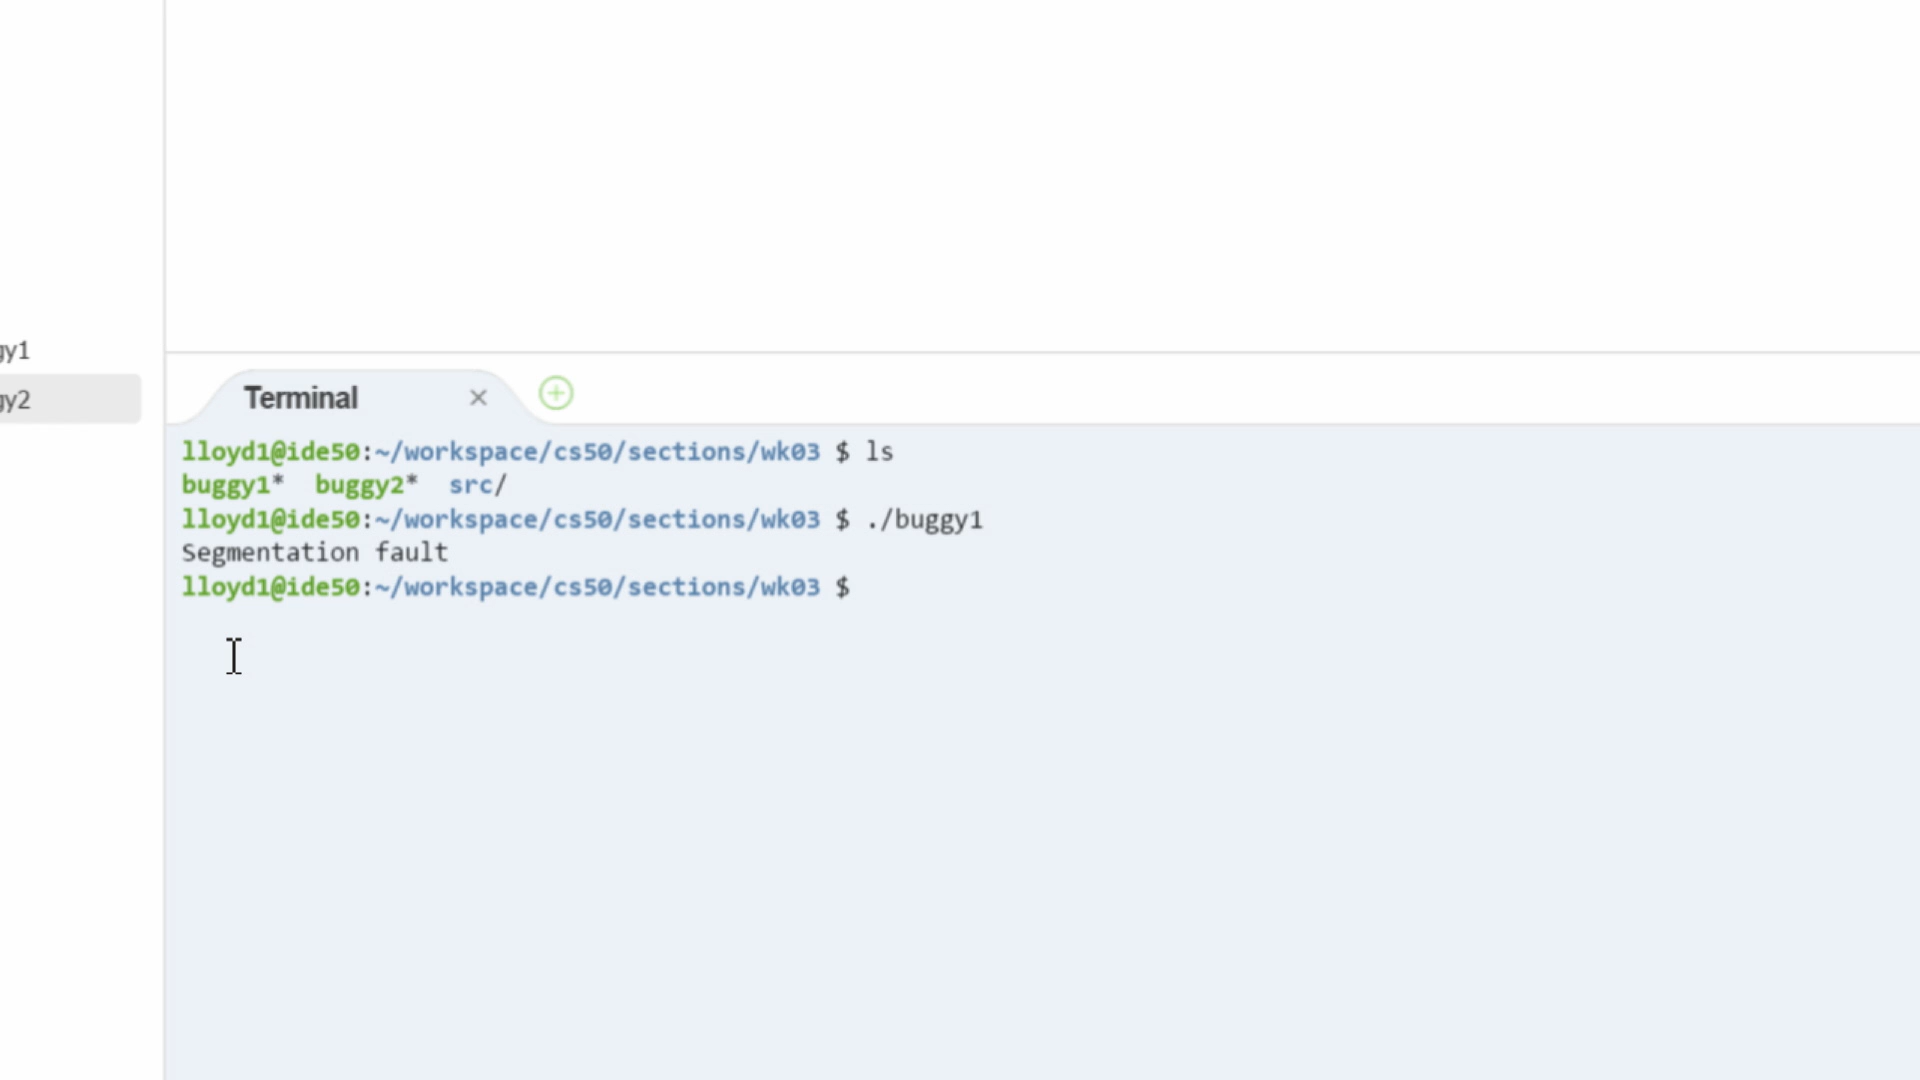 gy1
gy2
Terminal
lloyd1@ide50:~/workspace/cs50/sections/wk03 $ ls
buggy1*  buggy2*  src/
lloyd1@ide50:~/workspace/cs50/sections/wk03 $ ./buggy1
Segmentation fault
lloyd1@ide50:~/workspace/cs50/sections/wk03 $